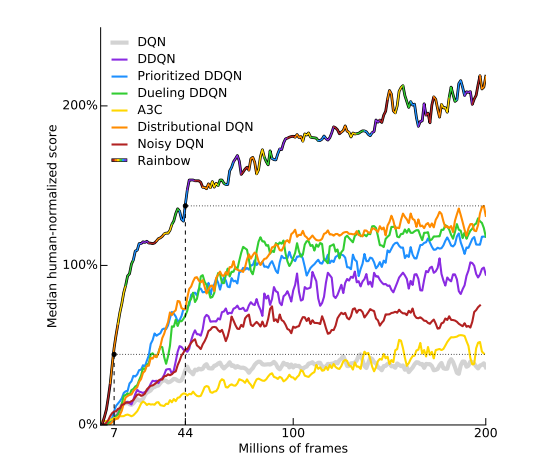 DQN
DDQN
Prioritized DDQN
Dueling DDQN
A3C
Distributional DQN
Noisy DQN
Rainbow
200%
100%
0%
Median human-normalized score
7 44 100 200
Millions of frames